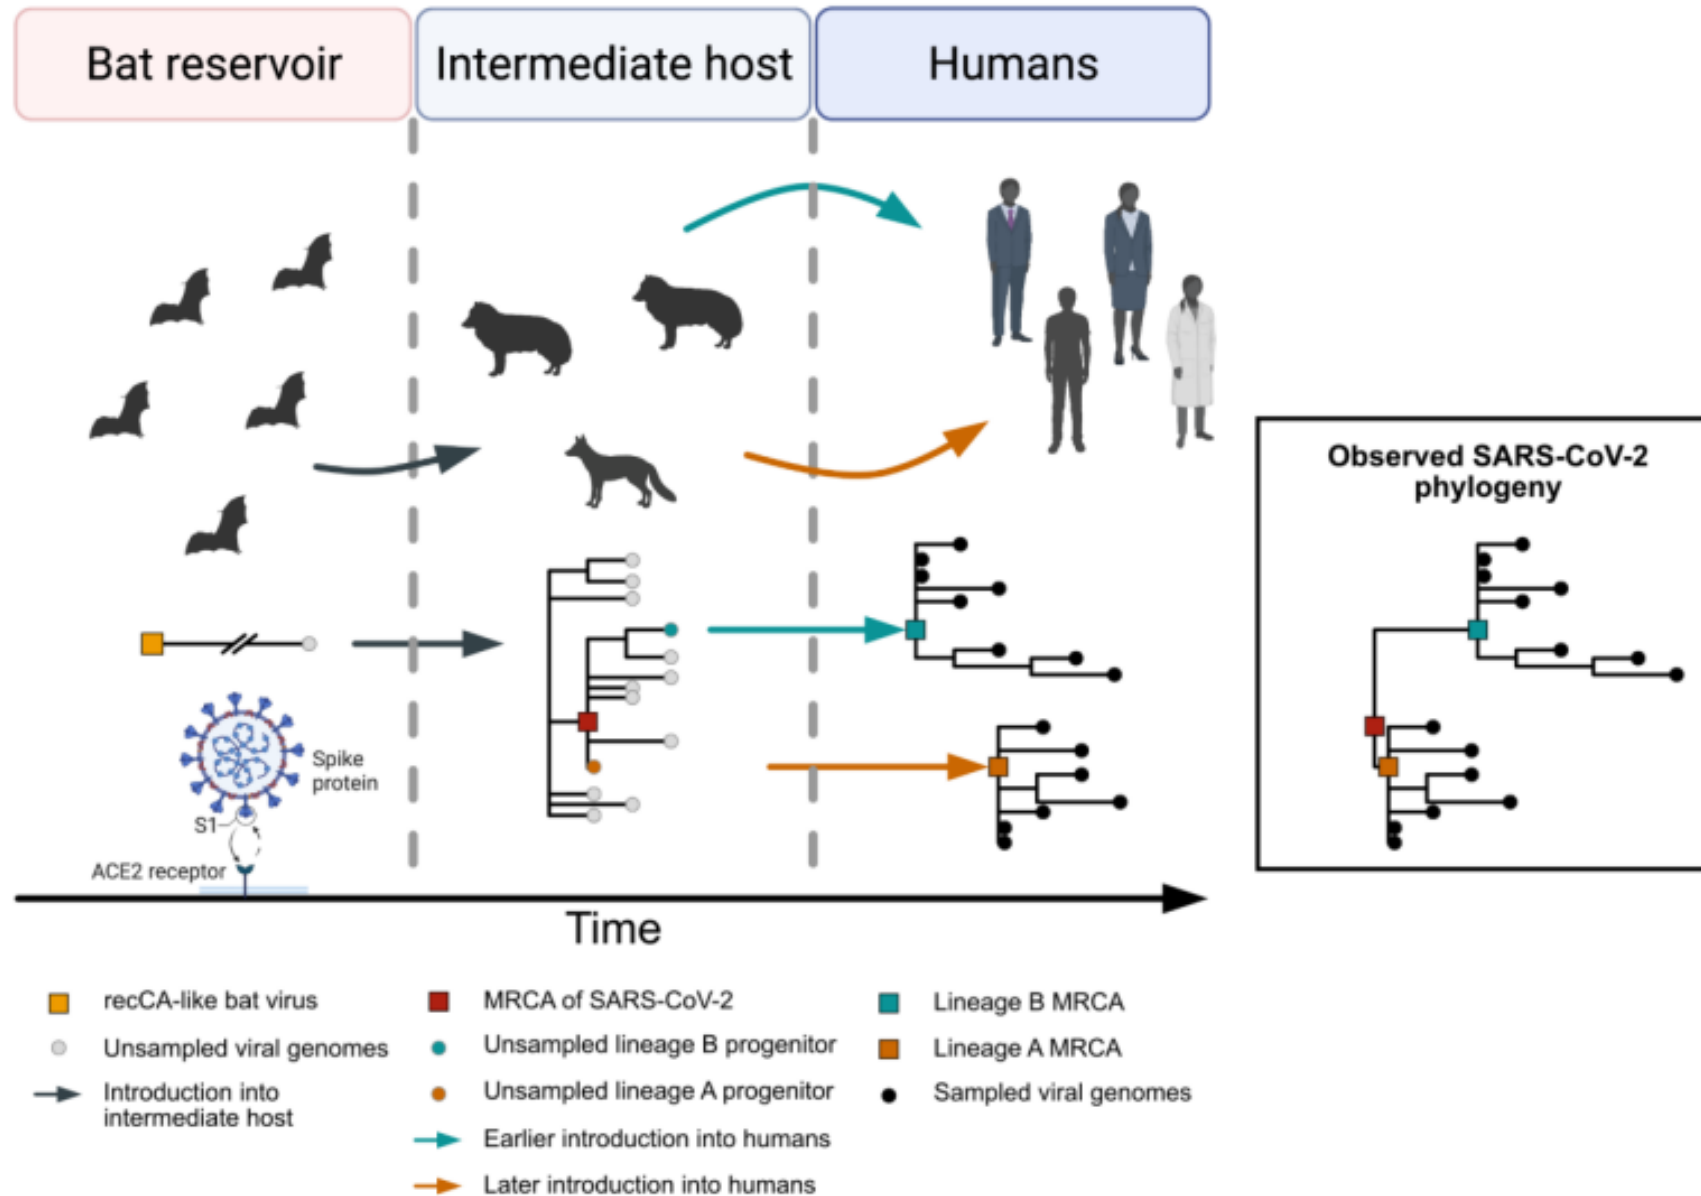 Bat reservoir
Intermediate host
Humans
Observed SARS-CoV-2
phylogeny
Spike
protein
S1
ACE2 receptor
Time
recCA-like bat virus
Unsampled viral genomes
Introduction into
intermediate host
MRCA of SARS-CoV-2
Unsampled lineage B progenitor
Unsampled lineage A progenitor
Earlier introduction into humans
Later introduction into humans
Lineage B MRCA
Lineage A MRCA
Sampled viral genomes